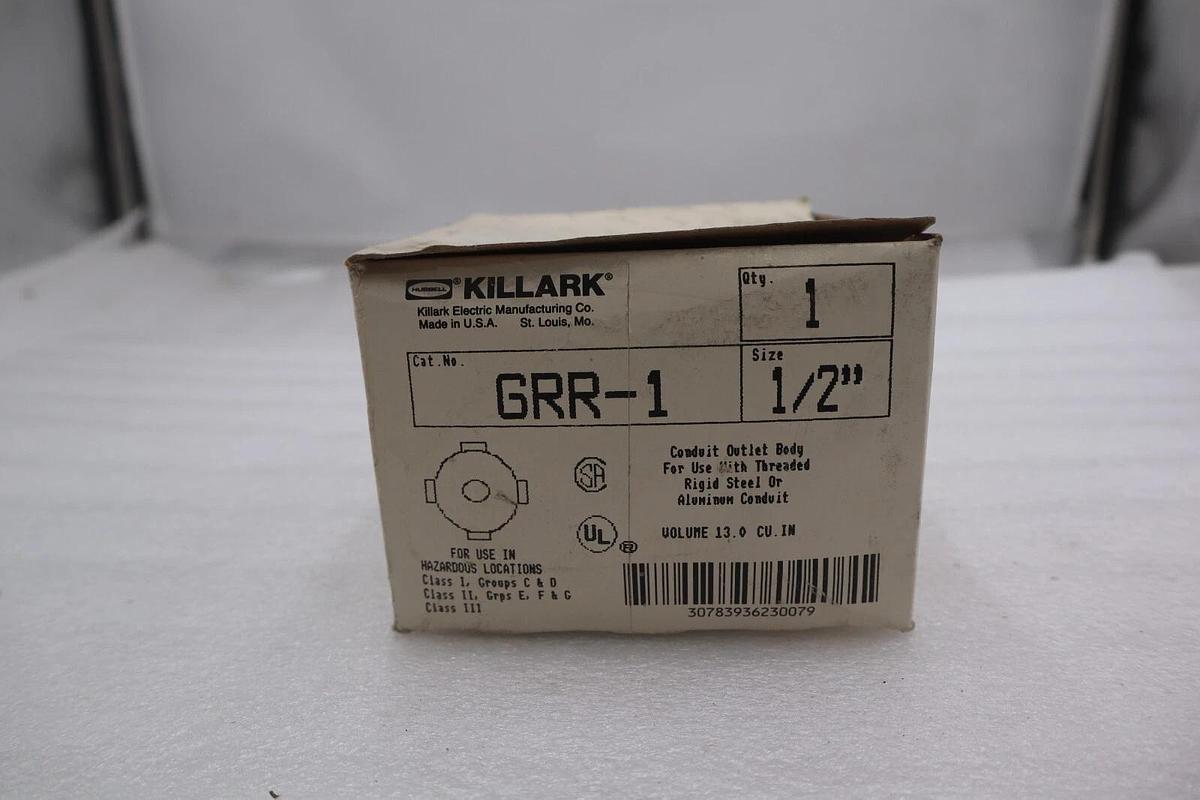 HUBBELL ® KILLARK®
Killark Electric Manufacturing Co.
Made in U.S.A. St. Louis, Mo.
Qty.
1
Cat.No.
GRR-1
Size
1/2"
Conduit Outlet Body
For Use With Threaded
Rigid Steel Or
Aluminum Conduit
SA
UL ®
VOLUME 13.0 CU.IN
FOR USE IN
HAZARDOUS LOCATIONS
Class I, Groups C & D
Class II, Grps E, F & G
Class III
30783936230079